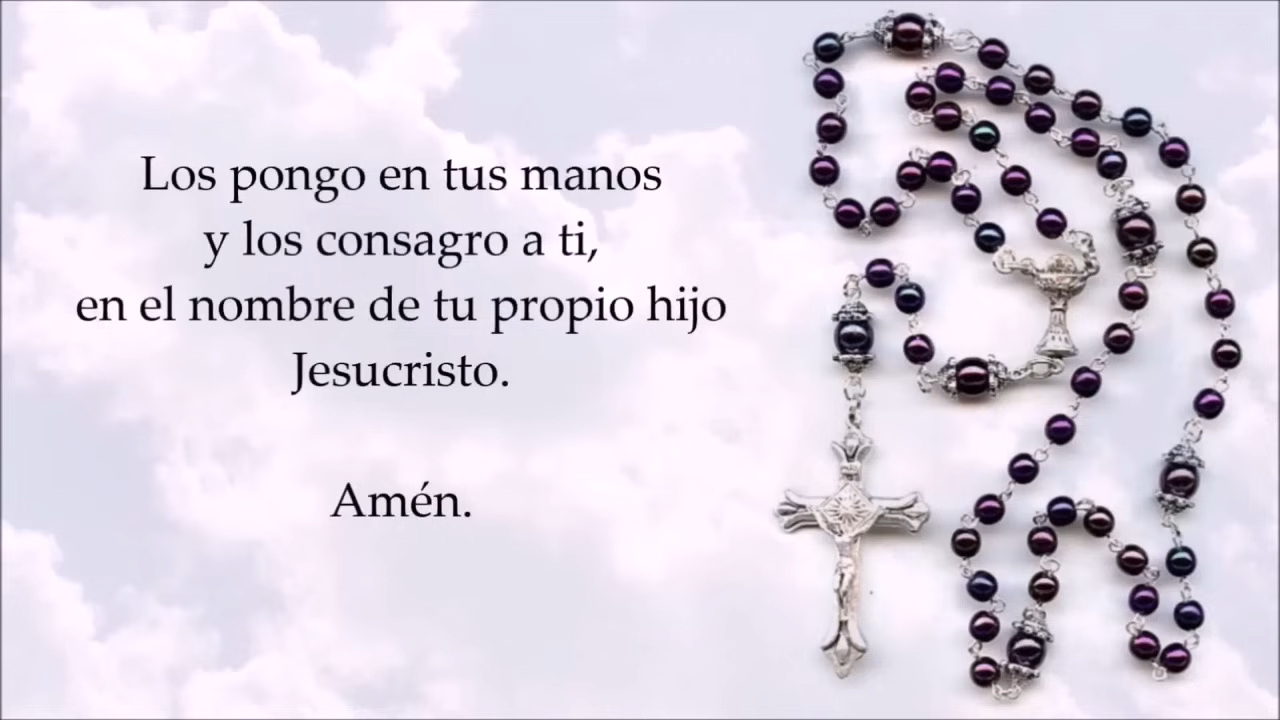 Los pongo en tus manos
y los consagro a ti,
en el nombre de tu propio hijo
Jesucristo.
Amén.